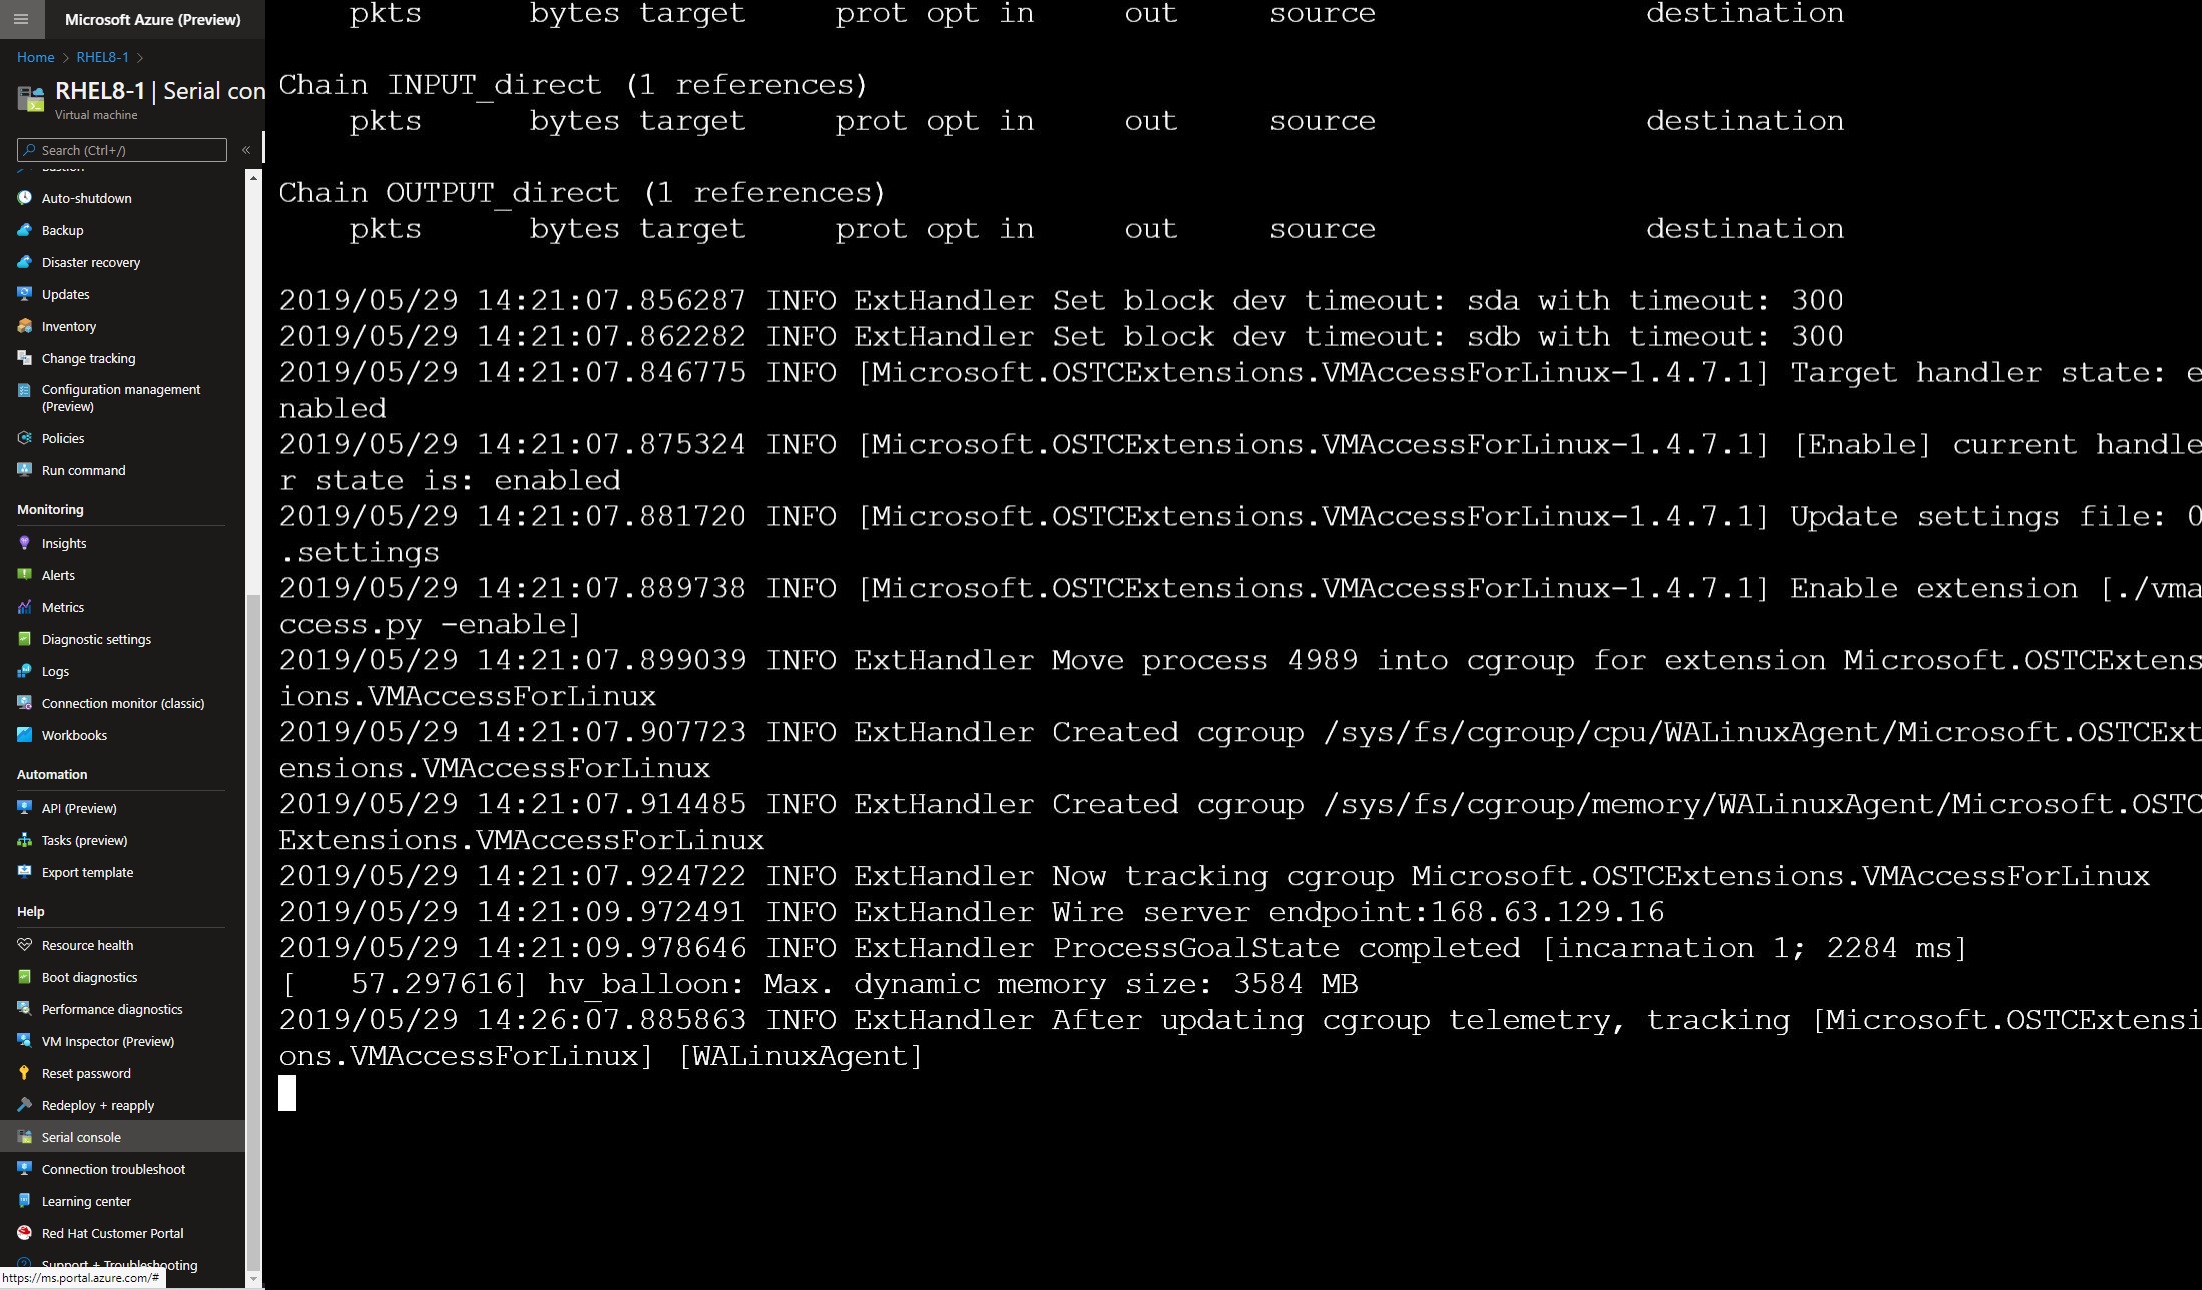 Microsoft Azure (Preview)
Home > RHEL8-1 >
RHEL8-1 | Serial con
Virtual machine
Search (Ctrl+/)
«
Bastion
Auto-shutdown
Backup
Disaster recovery
Updates
Inventory
Change tracking
Configuration management
(Preview)
Policies
Run command
Monitoring
Insights
Alerts
Metrics
Diagnostic settings
Logs
Connection monitor (classic)
Workbooks
Automation
API (Preview)
Tasks (preview)
Export template
Help
Resource health
Boot diagnostics
Performance diagnostics
VM Inspector (Preview)
Reset password
Redeploy + reapply
Serial console
Connection troubleshoot
Learning center
Red Hat Customer Portal
Support + Troubleshooting
https://ms.portal.azure.com/#
pkts bytes target prot opt in out source destination
Chain INPUT_direct (1 references)
pkts bytes target prot opt in out source destination
Chain OUTPUT_direct (1 references)
pkts bytes target prot opt in out source destination
2019/05/29 14:21:07.856287 INFO ExtHandler Set block dev timeout: sda with timeout: 300
2019/05/29 14:21:07.862282 INFO ExtHandler Set block dev timeout: sdb with timeout: 300
2019/05/29 14:21:07.846775 INFO [Microsoft.OSTCExtensions.VMAccessForLinux-1.4.7.1] Target handler state: e
nabled
2019/05/29 14:21:07.875324 INFO [Microsoft.OSTCExtensions.VMAccessForLinux-1.4.7.1] [Enable] current handle
r state is: enabled
2019/05/29 14:21:07.881720 INFO [Microsoft.OSTCExtensions.VMAccessForLinux-1.4.7.1] Update settings file: 0
.settings
2019/05/29 14:21:07.889738 INFO [Microsoft.OSTCExtensions.VMAccessForLinux-1.4.7.1] Enable extension [./vma
ccess.py -enable]
2019/05/29 14:21:07.899039 INFO ExtHandler Move process 4989 into cgroup for extension Microsoft.OSTCExtens
ions.VMAccessForLinux
2019/05/29 14:21:07.907723 INFO ExtHandler Created cgroup /sys/fs/cgroup/cpu/WALinuxAgent/Microsoft.OSTCExt
ensions.VMAccessForLinux
2019/05/29 14:21:07.914485 INFO ExtHandler Created cgroup /sys/fs/cgroup/memory/WALinuxAgent/Microsoft.OSTC
Extensions.VMAccessForLinux
2019/05/29 14:21:07.924722 INFO ExtHandler Now tracking cgroup Microsoft.OSTCExtensions.VMAccessForLinux
2019/05/29 14:21:09.972491 INFO ExtHandler Wire server endpoint:168.63.129.16
2019/05/29 14:21:09.978646 INFO ExtHandler ProcessGoalState completed [incarnation 1; 2284 ms]
[   57.297616] hv_balloon: Max. dynamic memory size: 3584 MB
2019/05/29 14:26:07.885863 INFO ExtHandler After updating cgroup telemetry, tracking [Microsoft.OSTCExtensi
ons.VMAccessForLinux] [WALinuxAgent]